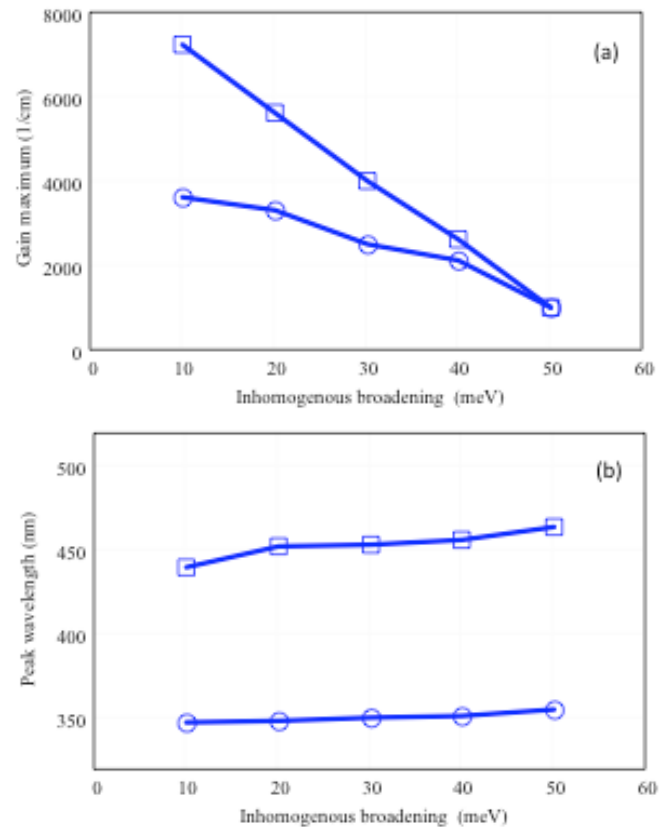 8000
(a)
6000
Gain maximum (1/cm)
4000
2000
0
0 10 20 30 40 50 60
Inhomogenous broadening (meV)
500
(b)
Peak wavelength (nm)
450
400
350
0 10 20 30 40 50 60
Inhomogenous broadening (meV)